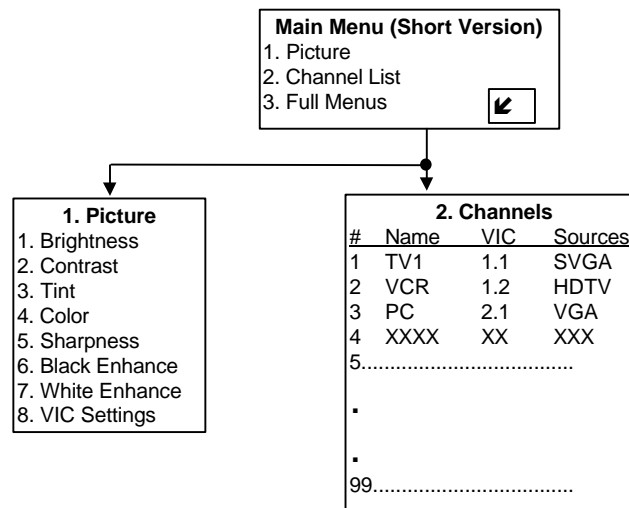 Main Menu (Short Version)
1. Picture
2. Channel List
3. Full Menus
1. Picture
1. Brightness
2. Contrast
3. Tint
4. Color
5. Sharpness
6. Black Enhance
7. White Enhance
8. VIC Settings
2. Channels
# Name VIC Sources
1 TV1 1.1 SVGA
2 VCR 1.2 HDTV
3 PC 2.1 VGA
4 XXXX XX XXX
5.....................................
.
.
99..................................